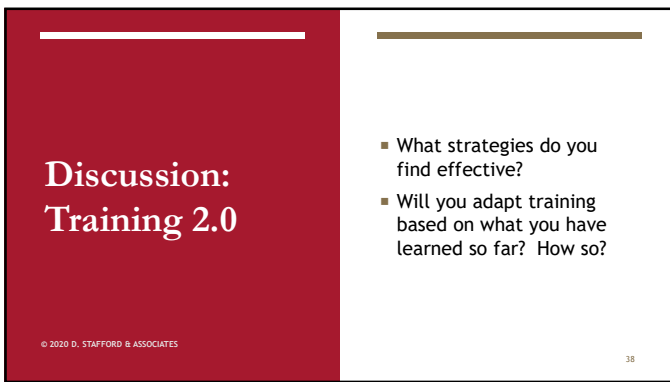 Discussion:
Training 2.0
© 2020 D. STAFFORD & ASSOCIATES
▪ What strategies do you
find effective?
▪ Will you adapt training
based on what you have
learned so far?  How so?
38